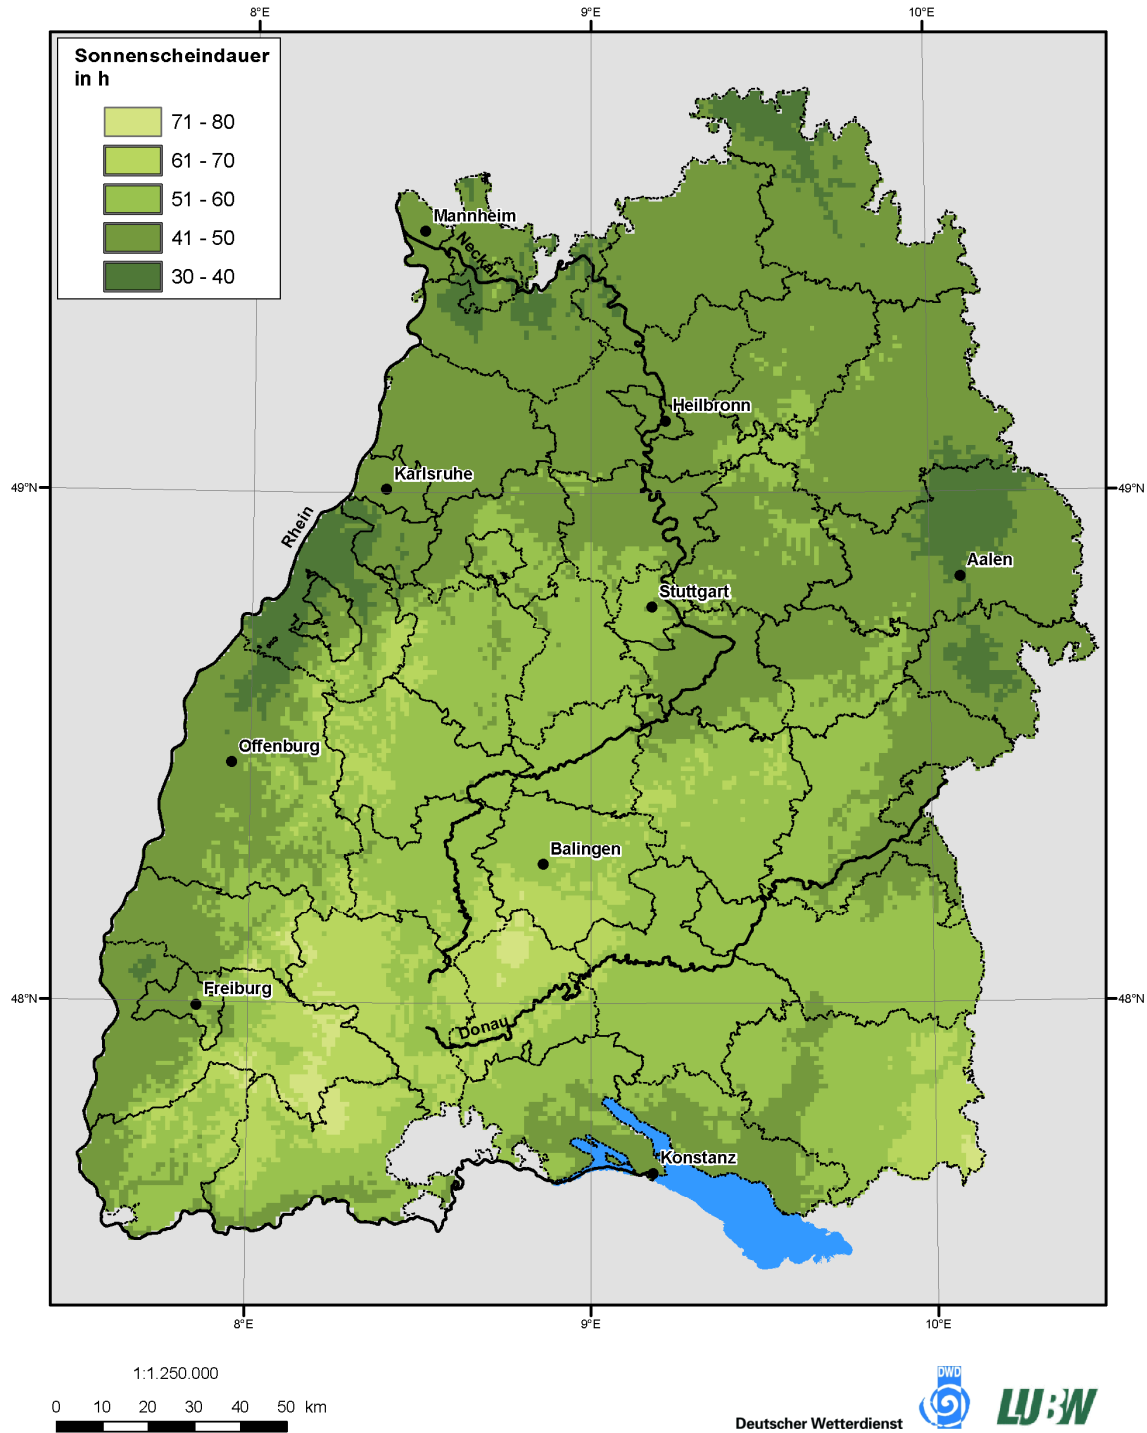 8°E 9°E 10°E
Sonnenscheindauer
in h
71 - 80
61 - 70
51 - 60
41 - 50
30 - 40
Mannheim
Neckar
Heilbronn
Karlsruhe
49°N 49°N
Rhein
Aalen
Stuttgart
Offenburg
Balingen
Freiburg
48°N 48°N
Donau
Konstanz
8°E 9°E 10°E
1:1.250.000
0 10 20 30 40 50 km
Deutscher Wetterdienst
DWD
LUBW